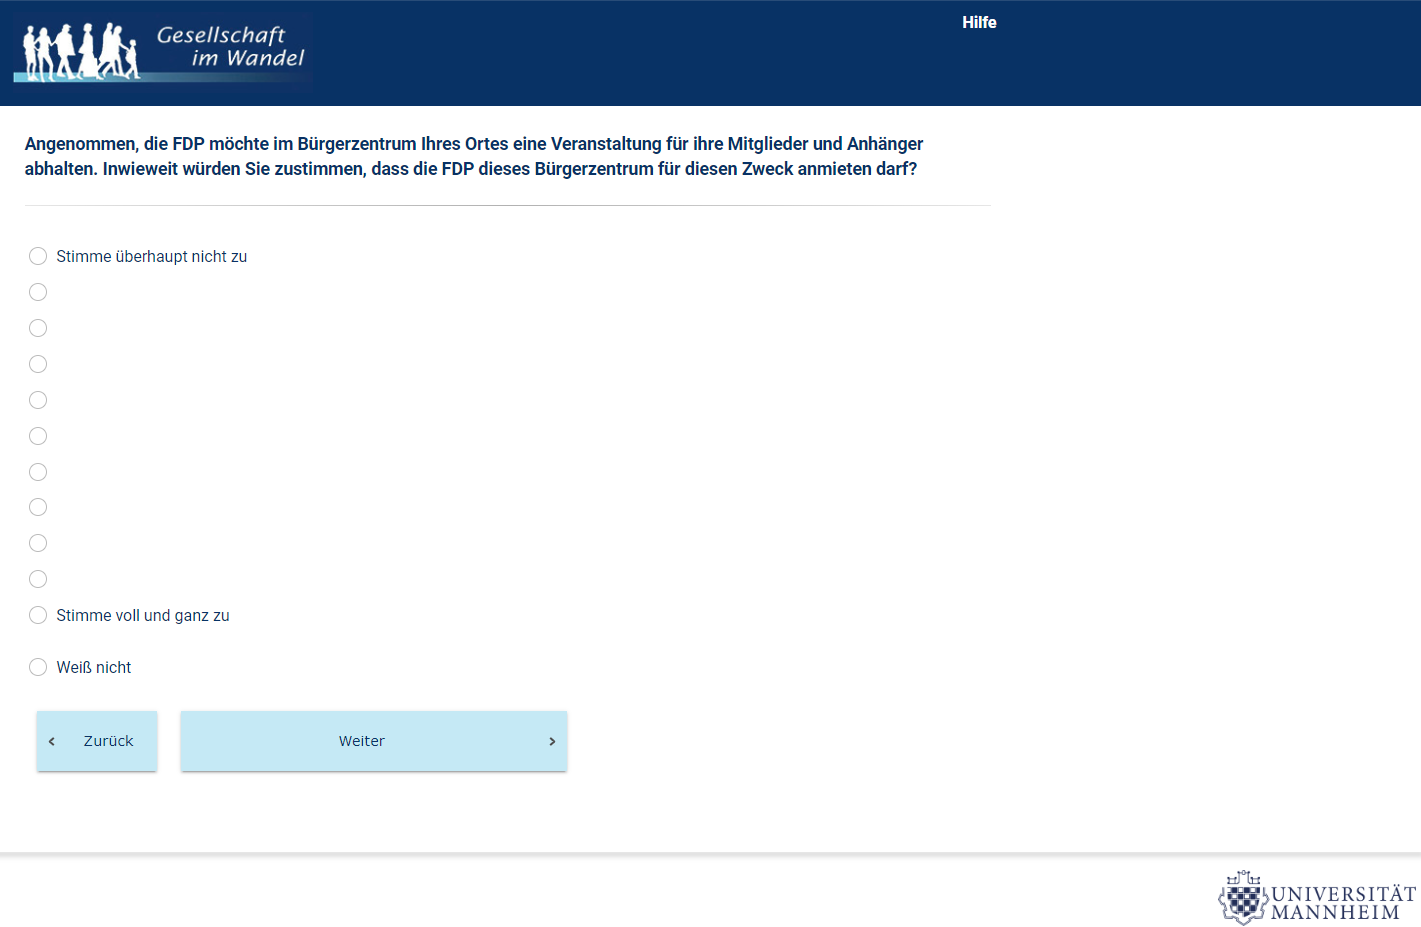 Gesellschaft
im Wandel
Hilfe
Angenommen, die FDP möchte im Bürgerzentrum Ihres Ortes eine Veranstaltung für ihre Mitglieder und Anhänger
abhalten. Inwieweit würden Sie zustimmen, dass die FDP dieses Bürgerzentrum für diesen Zweck anmieten darf?
Stimme überhaupt nicht zu
Stimme voll und ganz zu
Weiß nicht
Zurück
Weiter
UNIVERSITÄT
MANNHEIM